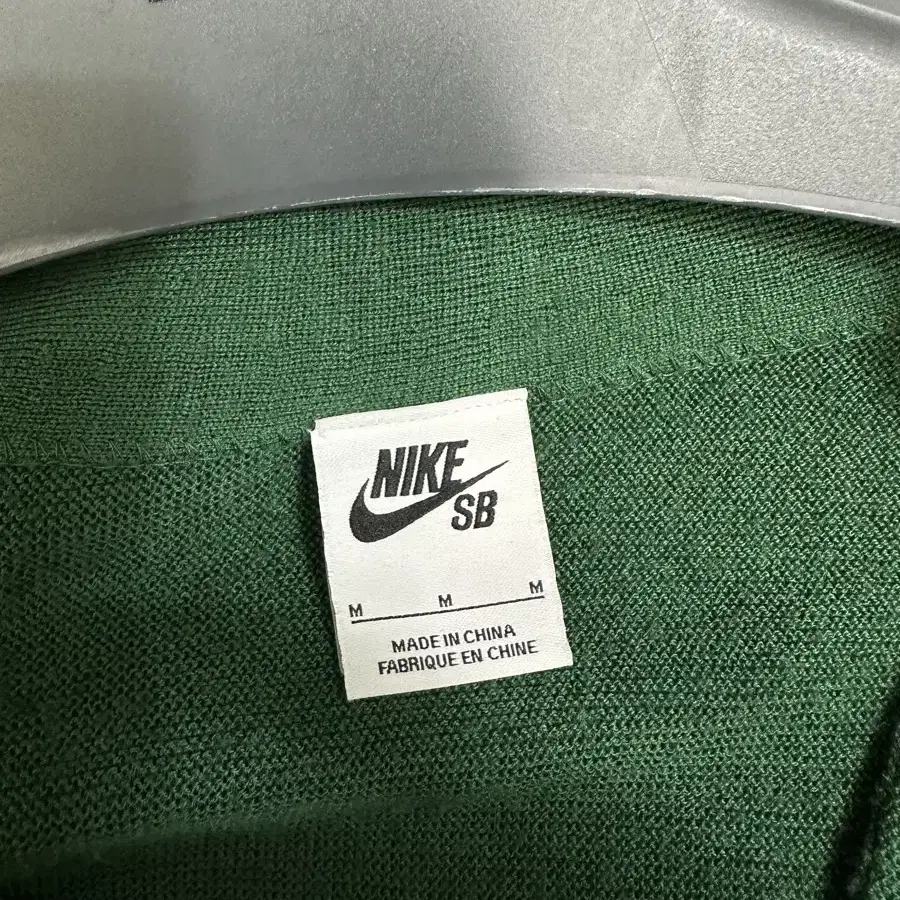 NIKE
SB
M M M
MADE IN CHINA
FABRIQUE EN CHINE